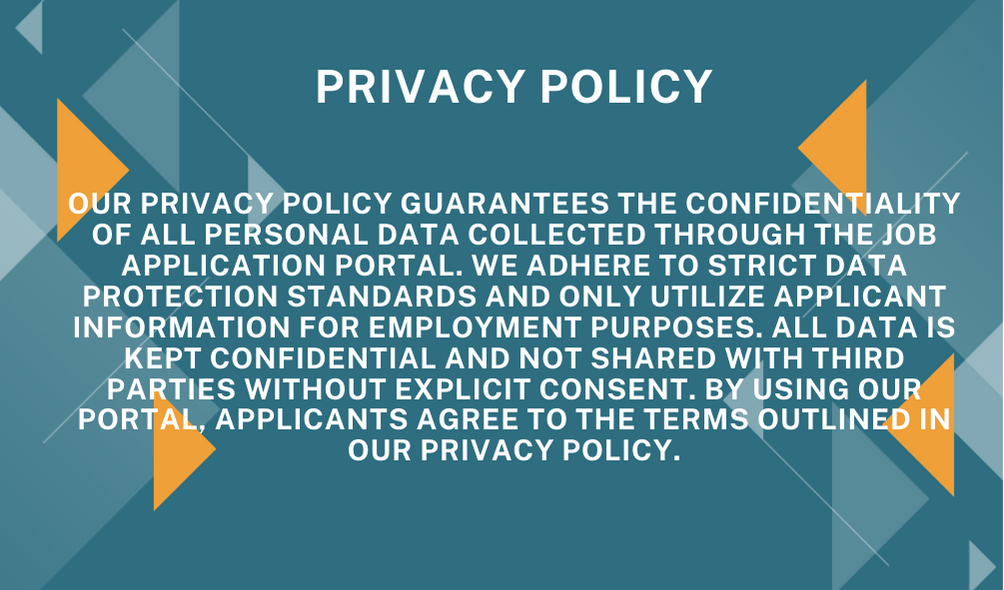 PRIVACY POLICY
OUR PRIVACY POLICY GUARANTEES THE CONFIDENTIALITY
OF ALL PERSONAL DATA COLLECTED THROUGH THE JOB
APPLICATION PORTAL. WE ADHERE TO STRICT DATA
PROTECTION STANDARDS AND ONLY UTILIZE APPLICANT
INFORMATION FOR EMPLOYMENT PURPOSES. ALL DATA IS
KEPT CONFIDENTIAL AND NOT SHARED WITH THIRD
PARTIES WITHOUT EXPLICIT CONSENT. BY USING OUR
PORTAL, APPLICANTS AGREE TO THE TERMS OUTLINED IN
OUR PRIVACY POLICY.